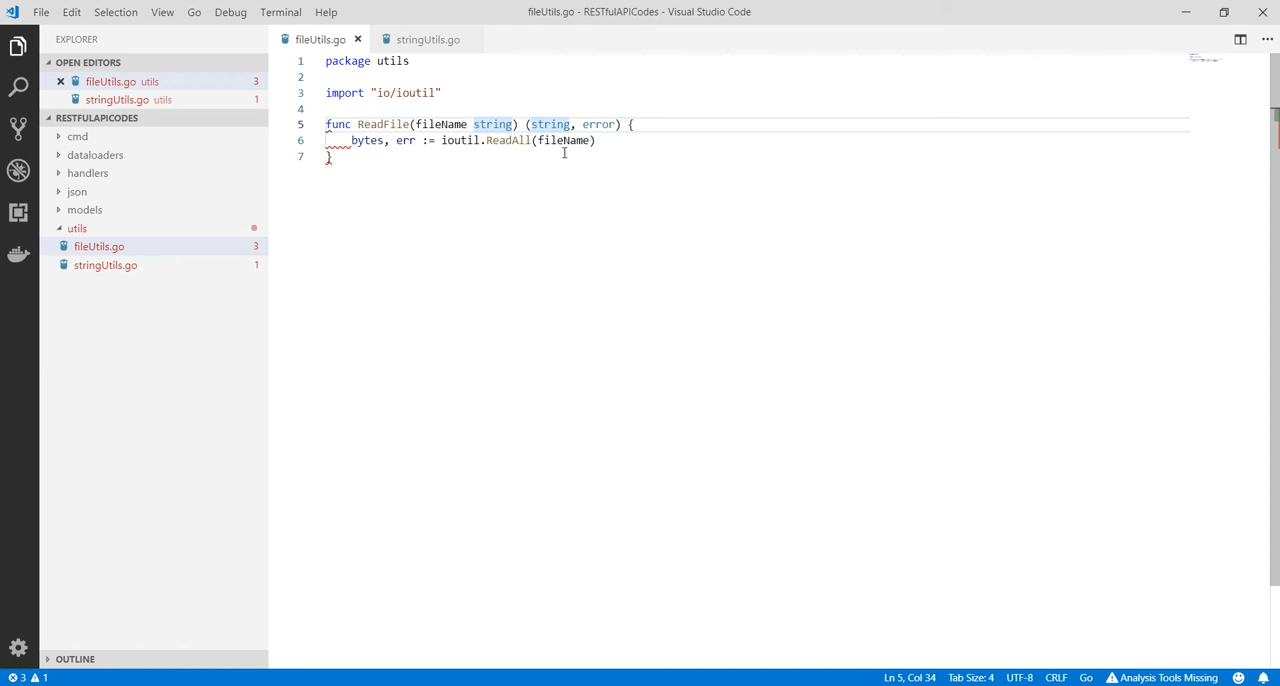 File Edit Selection View Go Debug Terminal Help
fileUtils.go - RESTfulAPICodes - Visual Studio Code
EXPLORER
OPEN EDITORS
fileUtils.go utils 3
stringUtils.go utils 1
RESTFULAPICODES
cmd
dataloaders
handlers
json
models
utils
fileUtils.go 3
stringUtils.go 1
OUTLINE
fileUtils.go stringUtils.go
1 package utils
2
3 import "io/ioutil"
4
5 func ReadFile(fileName string) (string, error) {
6 bytes, err := ioutil.ReadAll(fileName)
7 }
3 1 Ln 5, Col 34 Tab Size: 4 UTF-8 CRLF Go Analysis Tools Missing